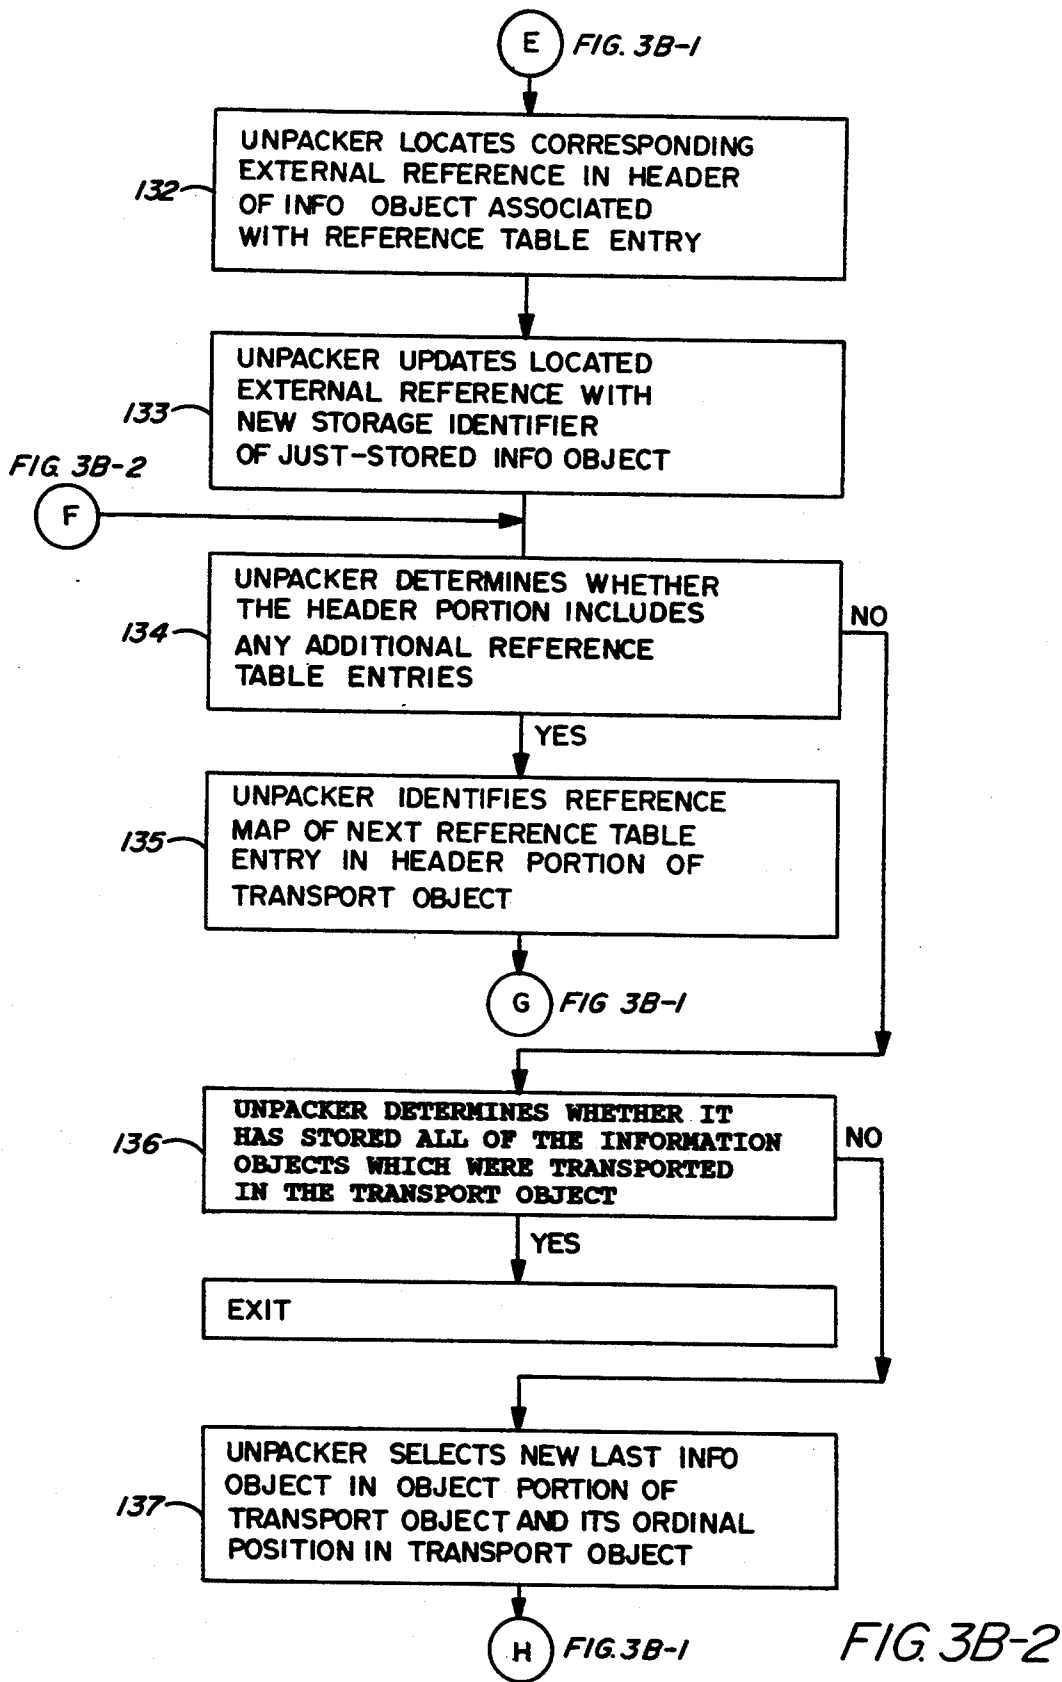 E FIG. 3B-1
UNPACKER LOCATES CORRESPONDING
EXTERNAL REFERENCE IN HEADER
132
OF INFO OBJECT ASSOCIATED
WITH REFERENCE TABLE ENTRY
UNPACKER UPDATES LOCATED
EXTERNAL REFERENCE WITH
133
NEW STORAGE IDENTIFIER
OF JUST-STORED INFO OBJECT
FIG. 3B-2
F
UNPACKER DETERMINES WHETHER
THE HEADER PORTION INCLUDES
NO
134
ANY ADDITIONAL REFERENCE
TABLE ENTRIES
YES
UNPACKER IDENTIFIES REFERENCE
MAP OF NEXT REFERENCE TABLE
135
ENTRY IN HEADER PORTION OF
TRANSPORT OBJECT
G FIG 3B-1
UNPACKER DETERMINES WHETHER IT
HAS STORED ALL OF THE INFORMATION
136
NO
OBJECTS WHICH WERE TRANSPORTED
IN THE TRANSPORT OBJECT
YES
EXIT
UNPACKER SELECTS NEW LAST INFO
OBJECT IN OBJECT PORTION OF
137
TRANSPORT OBJECT AND ITS ORDINAL
POSITION IN TRANSPORT OBJECT
H FIG. 3B-1
FIG. 3B-2